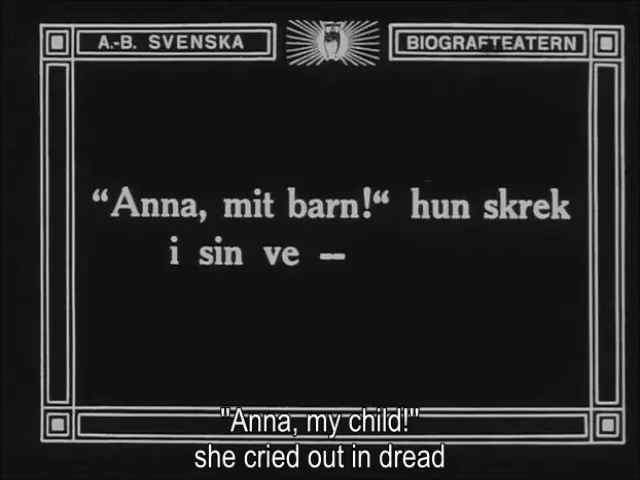 A.-B. SVENSKA
BIOGRAFTEATERN
“Anna, mit barn!“ hun skrek
i sin ve —
"Anna, my child!"
she cried out in dread